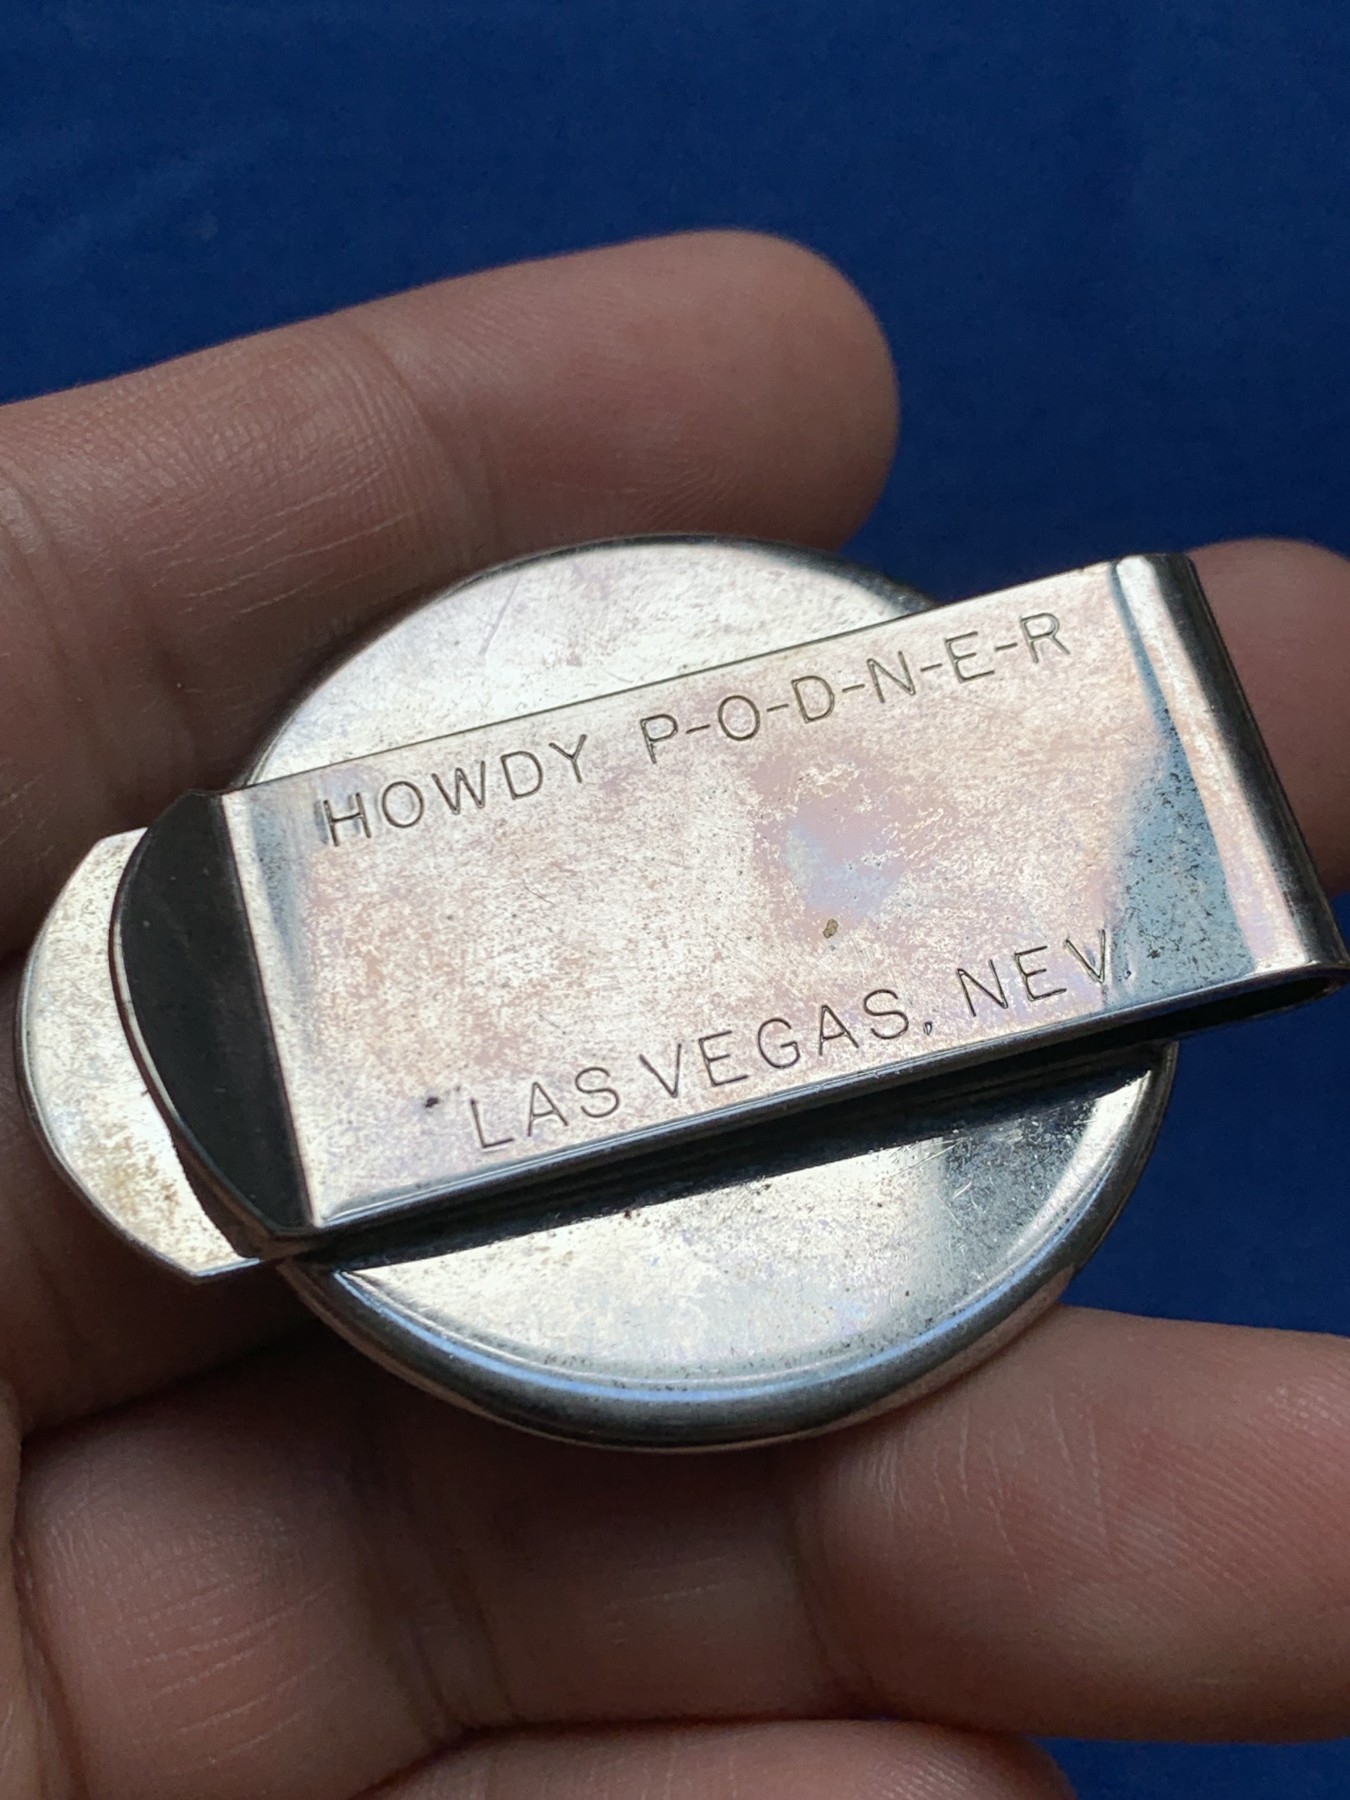 HOWDY P-O-D-N-E-R
LAS VEGAS, NEV.